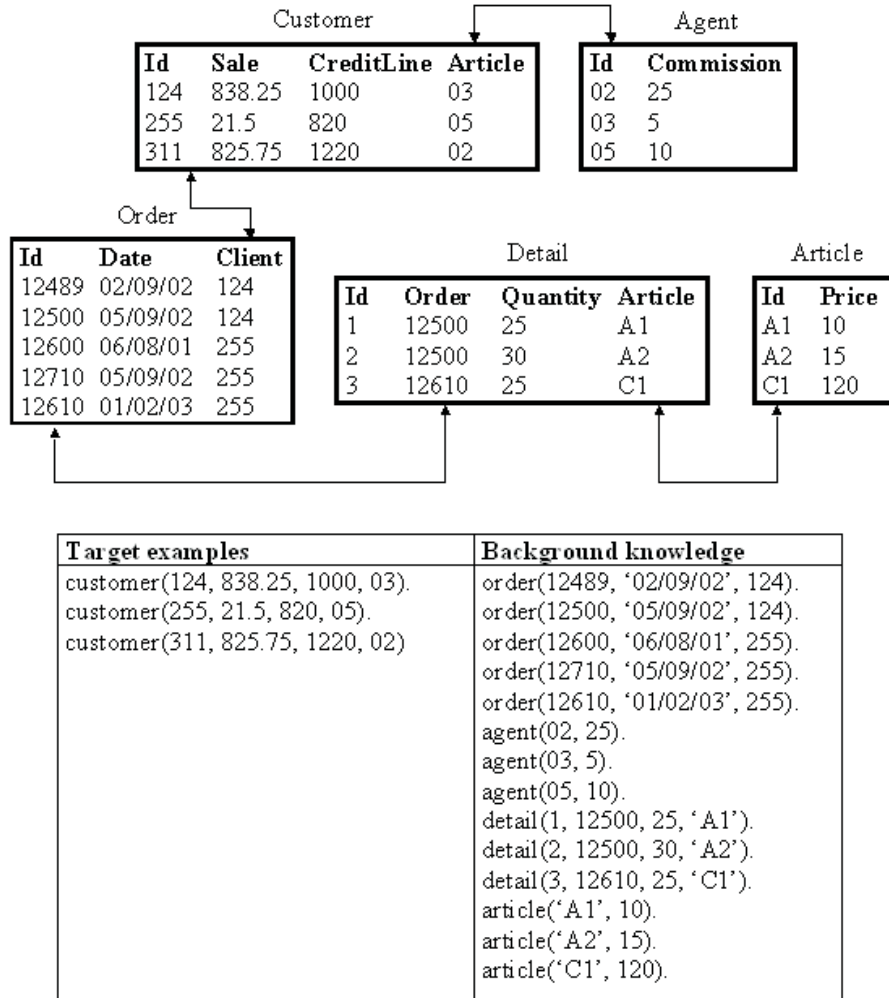 Customer
Agent
Id Sale CreditLine Article
124 838.25 1000 03
255 21.5 820 05
311 825.75 1220 02
Id Commission
02 25
03 5
05 10
Order
Id Date Client
12489 02/09/02 124
12500 05/09/02 124
12600 06/08/01 255
12710 05/09/02 255
12610 01/02/03 255
Detail
Id Order Quantity Article
1 12500 25 A1
2 12500 30 A2
3 12610 25 C1
Article
Id Price
A1 10
A2 15
C1 120
Target examples
customer(124, 838.25, 1000, 03).
customer(255, 21.5, 820, 05).
customer(311, 825.75, 1220, 02)
Background knowledge
order(12489, ‘02/09/02’, 124).
order(12500, ‘05/09/02’, 124).
order(12600, ‘06/08/01’, 255).
order(12710, ‘05/09/02’, 255).
order(12610, ‘01/02/03’, 255).
agent(02, 25).
agent(03, 5).
agent(05, 10).
detail(1, 12500, 25, ‘A1’).
detail(2, 12500, 30, ‘A2’).
detail(3, 12610, 25, ‘C1’).
article(‘A1’, 10).
article(‘A2’, 15).
article(‘C1’, 120).